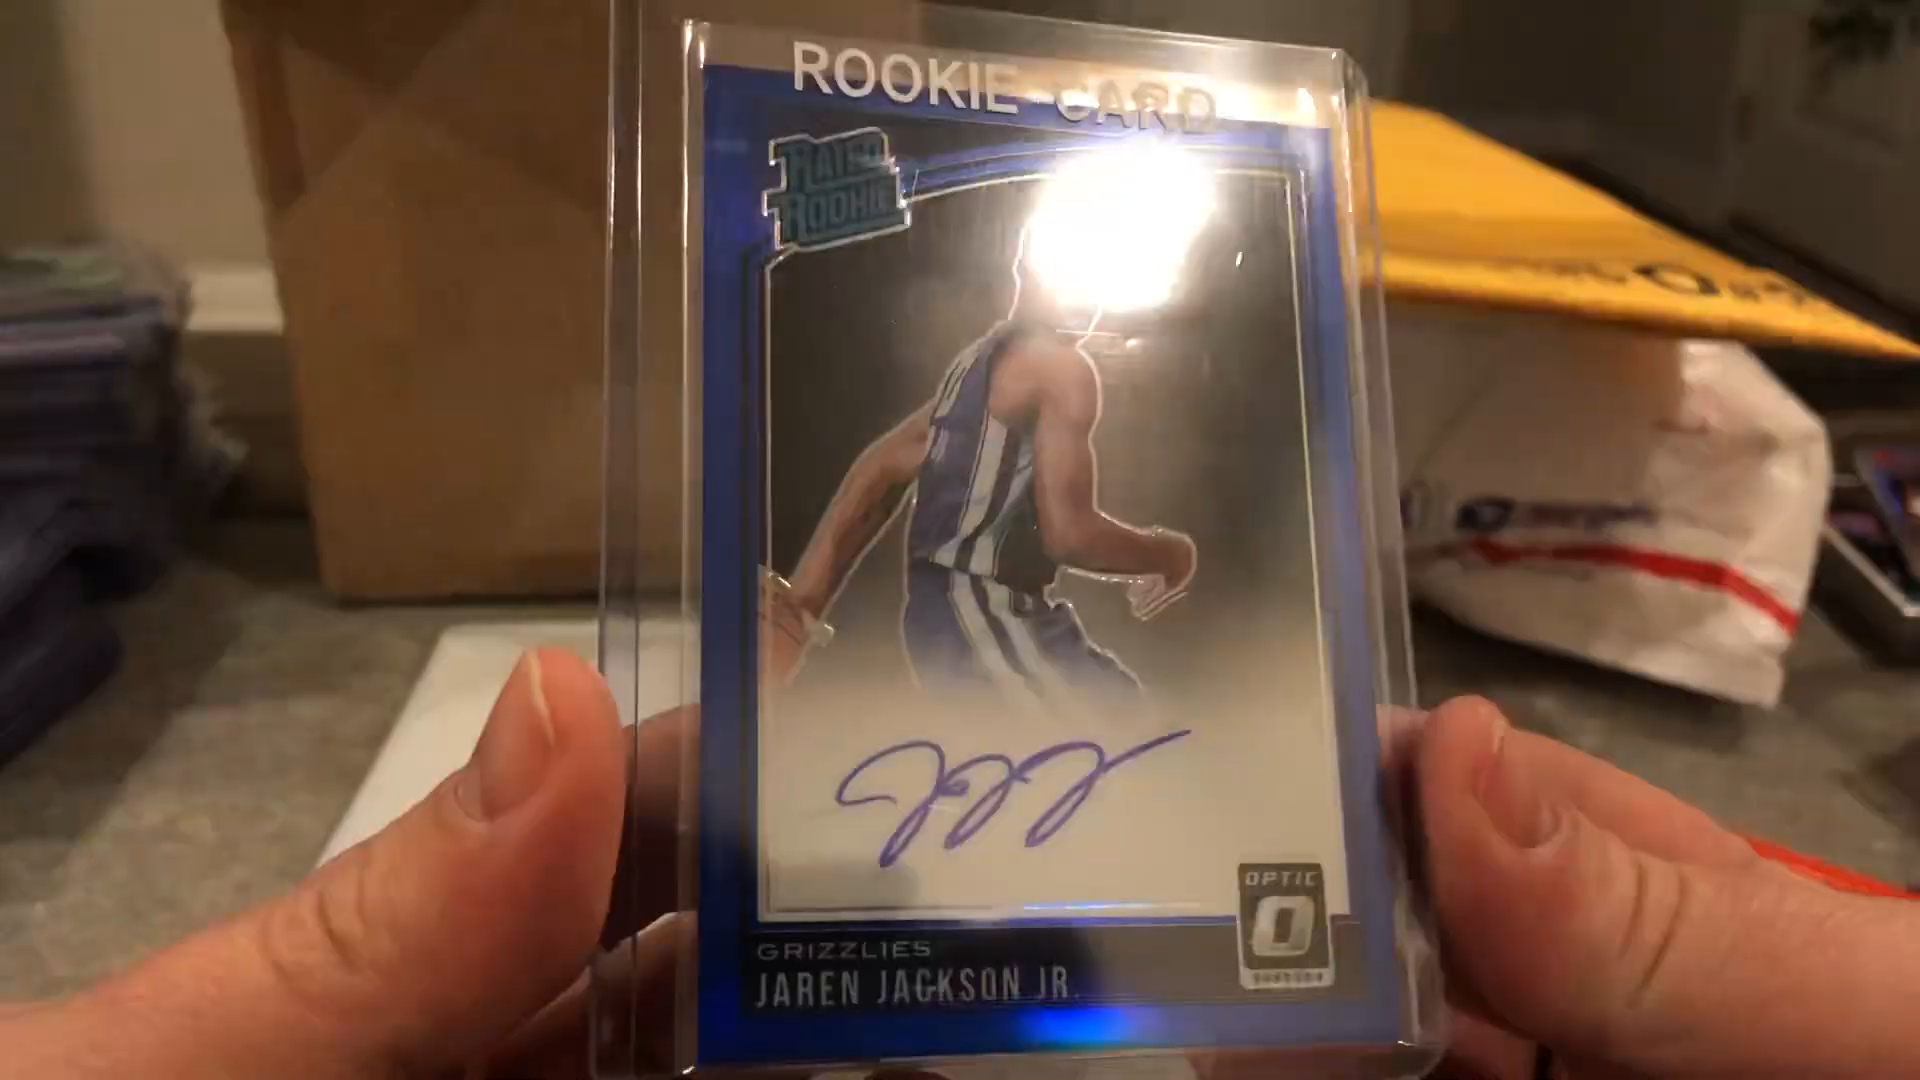 ROOKIE CARD
RATED
ROOKIE
OPTIC
GRIZZLIES
JAREN JACKSON JR.